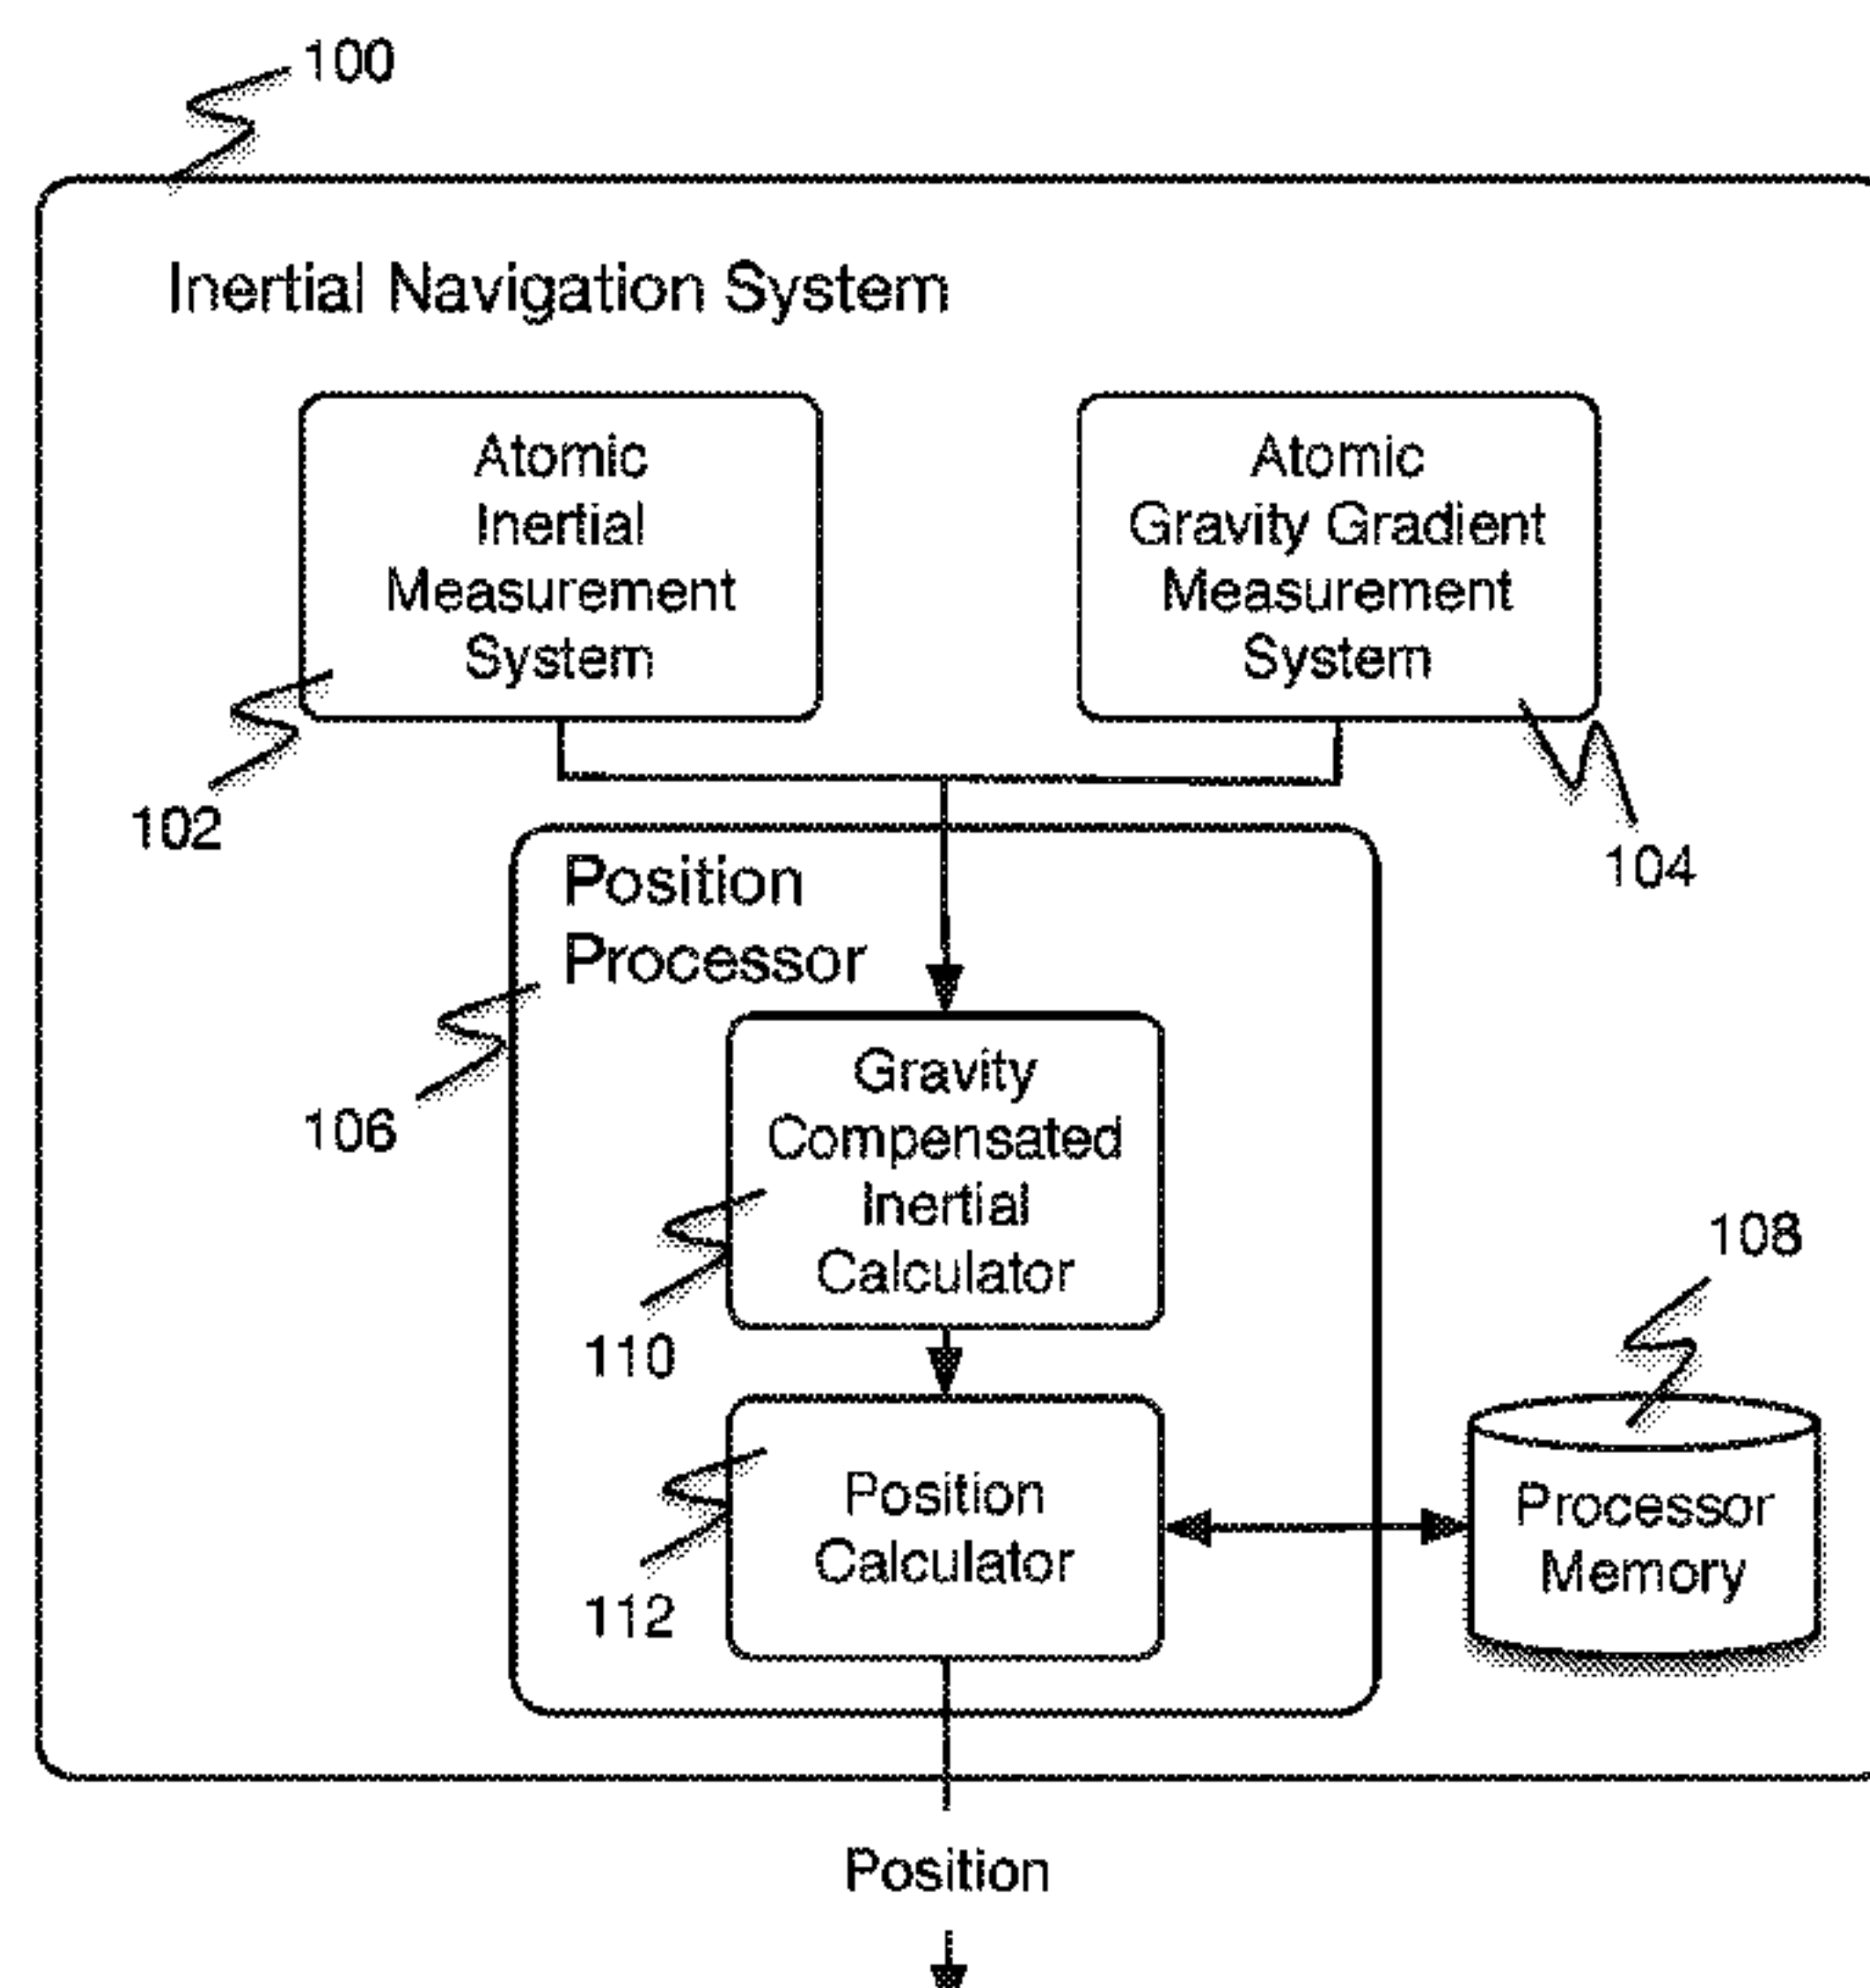 100
Inertial Navigation System
Atomic
Inertial
Measurement
System
Atomic
Gravity Gradient
Measurement
System
102
104
Position
Processor
106
Gravity
Compensated
Inertial
Calculator
110
108
Position
Calculator
112
Processor
Memory
Position